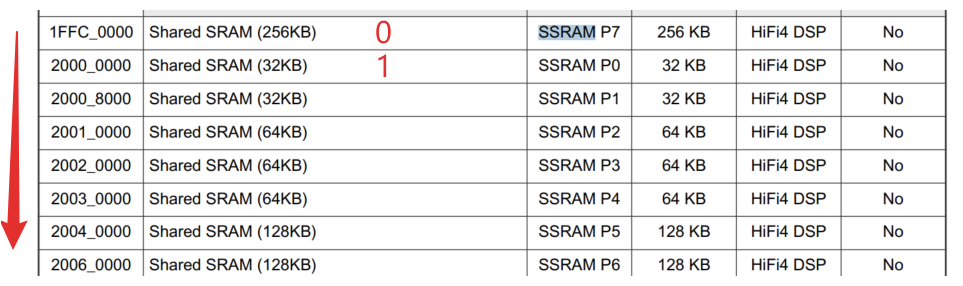 1FFC_0000 Shared SRAM (256KB) 0 SSRAM P7 256 KB HiFi4 DSP No
2000_0000 Shared SRAM (32KB) 1 SSRAM P0 32 KB HiFi4 DSP No
2000_8000 Shared SRAM (32KB) SSRAM P1 32 KB HiFi4 DSP No
2001_0000 Shared SRAM (64KB) SSRAM P2 64 KB HiFi4 DSP No
2002_0000 Shared SRAM (64KB) SSRAM P3 64 KB HiFi4 DSP No
2003_0000 Shared SRAM (64KB) SSRAM P4 64 KB HiFi4 DSP No
2004_0000 Shared SRAM (128KB) SSRAM P5 128 KB HiFi4 DSP No
2006_0000 Shared SRAM (128KB) SSRAM P6 128 KB HiFi4 DSP No